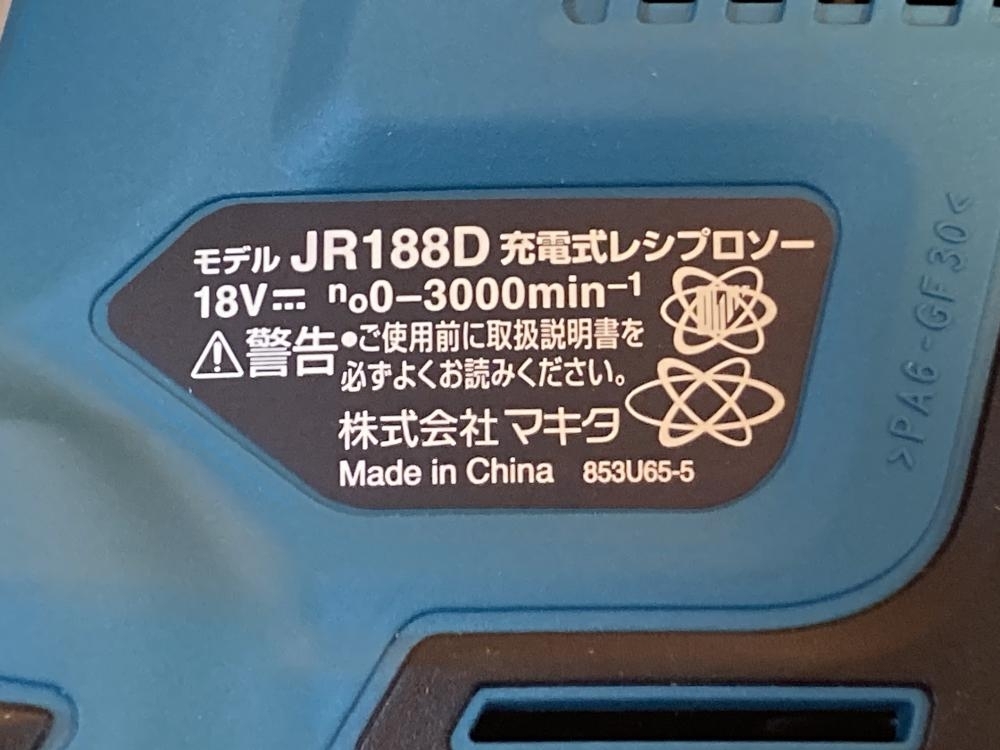 モデル JR188D 充電式レシプロソー
18V⎓ n₀0–3000min⁻¹
警告 •ご使用前に取扱説明書を
必ずよくお読みください。
株式会社 マキタ
Made in China 853U65-5
>PA6-GF30<